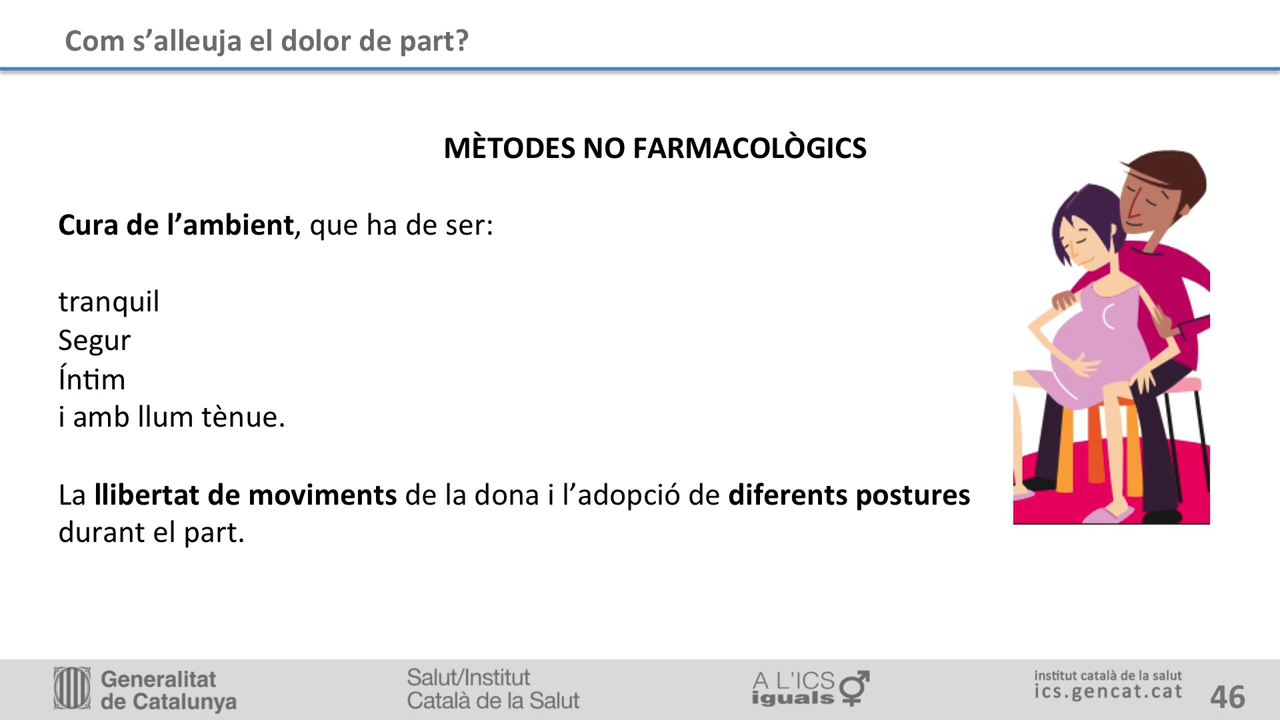 Com s’alleuja el dolor de part?
MÈTODES NO FARMACOLÒGICS
Cura de l’ambient, que ha de ser:
tranquil
Segur
Íntim
i amb llum tènue.
La llibertat de moviments de la dona i l’adopció de diferents postures
durant el part.
Generalitat
de Catalunya
Salut/Institut
Català de la Salut
A L'ICS
iguals
institut català de la salut
ics.gencat.cat
46